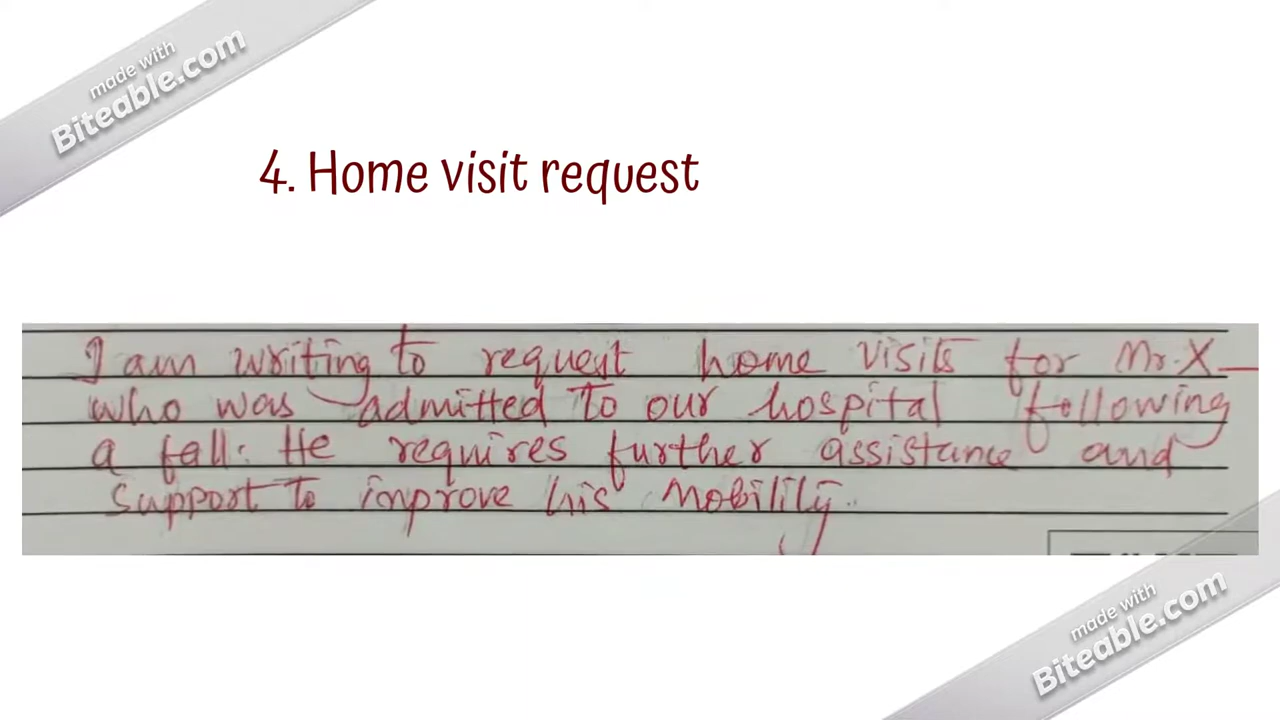 made with
Biteable.com
4. Home visit request
I am writing to request home visits for Mr. X
who was admitted to our hospital following
a fall. He requires further assistance and
support to improve his mobility.
made with
Biteable.com